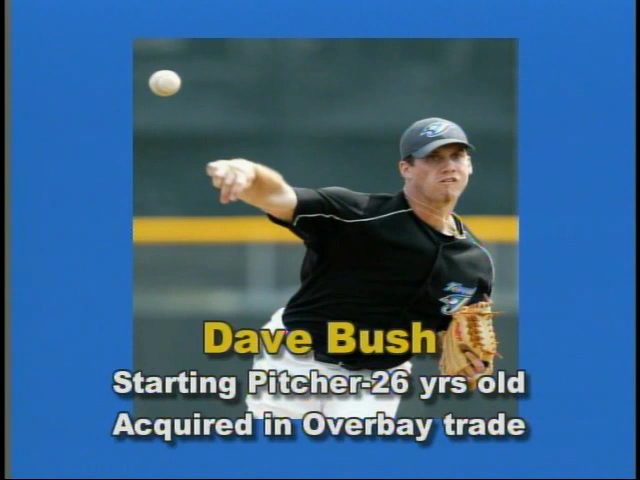 Dave Bush
Starting Pitcher-26 yrs old
Acquired in Overbay trade